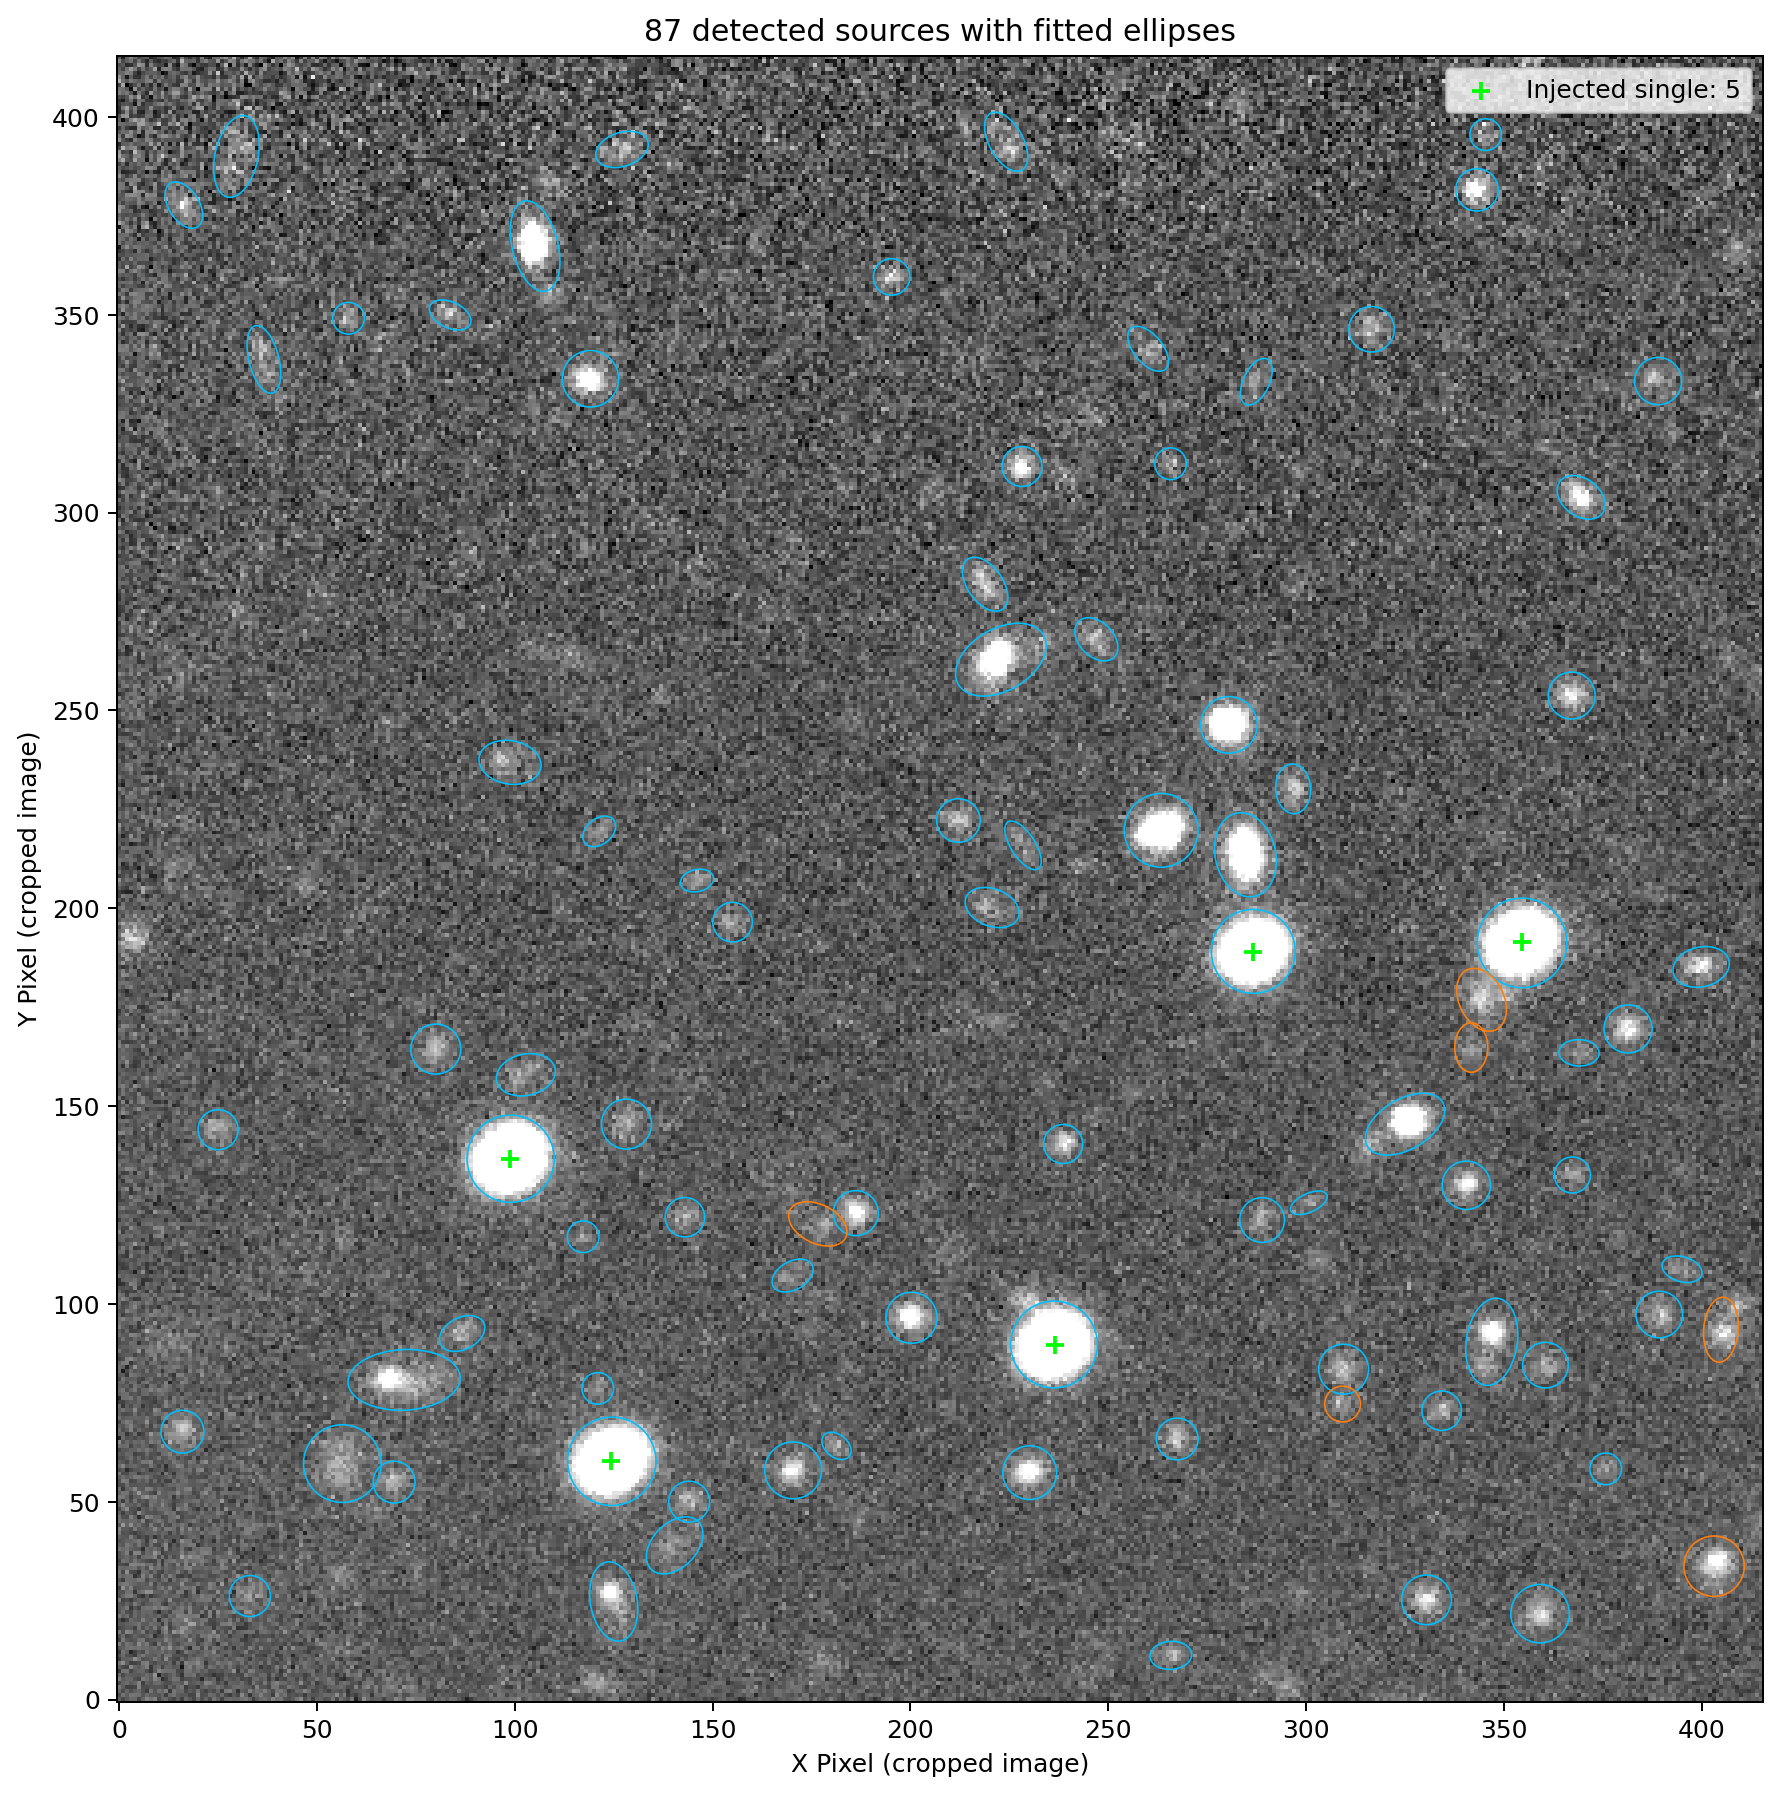 87 detected sources with fitted ellipses
Injected single: 5
400
350
300
250
200
150
100
50
0
Y Pixel (cropped image)
0 50 100 150 200 250 300 350 400
X Pixel (cropped image)